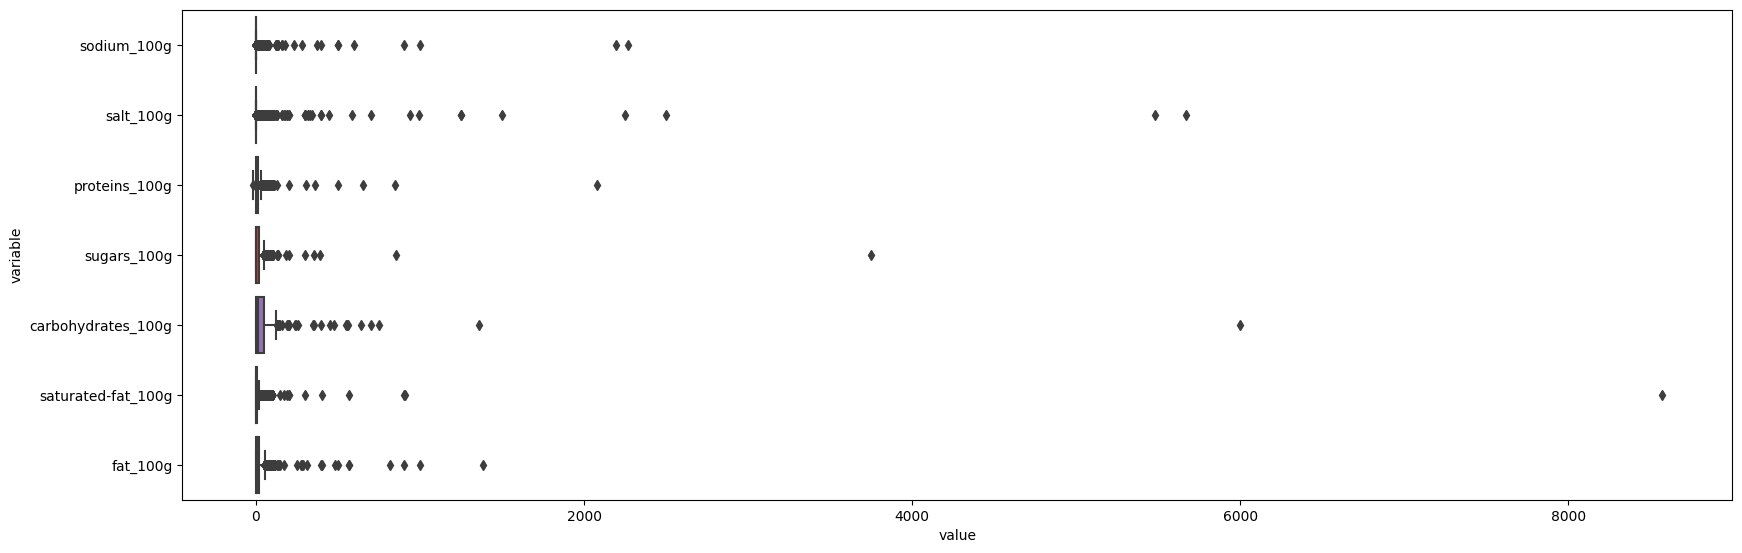 sodium_100g
salt_100g
proteins_100g
sugars_100g
carbohydrates_100g
saturated-fat_100g
fat_100g
variable
0 2000 4000 6000 8000
value